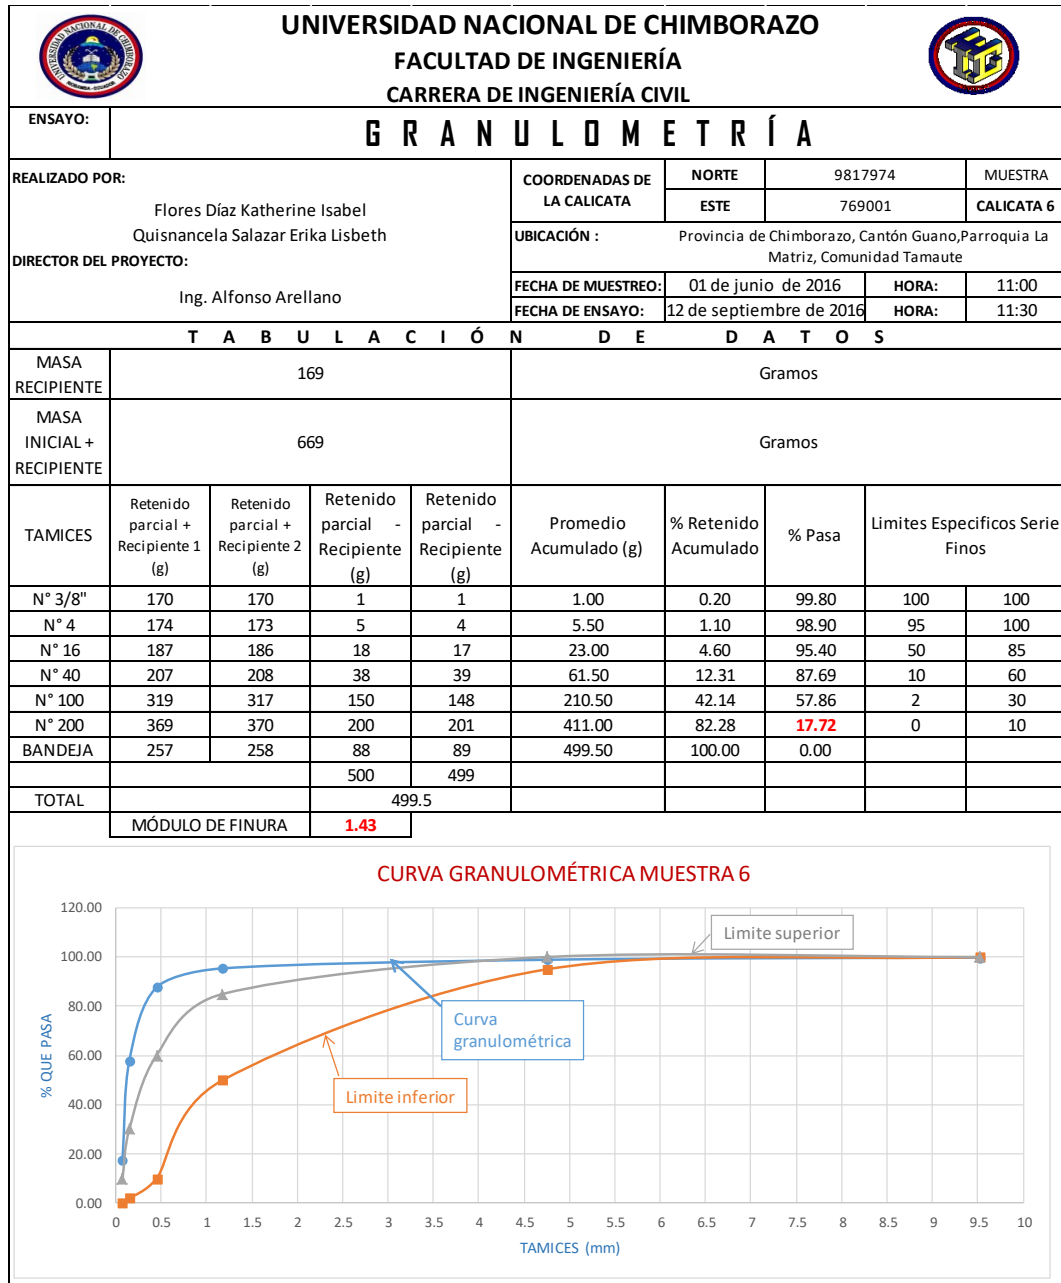 UNIVERSIDAD NACIONAL DE CHIMBORAZO
FACULTAD DE INGENIERÍA
CARRERA DE INGENIERÍA CIVIL
UNIVERSIDAD NACIONAL DE CHIMBORAZO
RIOBAMBA - ECUADOR
ENSAYO:
GRANULOMETRÍA
REALIZADO POR:
Flores Díaz Katherine Isabel
Quisnancela Salazar Erika Lisbeth
DIRECTOR DEL PROYECTO:
Ing. Alfonso Arellano
COORDENADAS DE
LA CALICATA
NORTE 9817974 MUESTRA
ESTE 769001 CALICATA 6
UBICACIÓN : Provincia de Chimborazo, Cantón Guano,Parroquia La
Matriz, Comunidad Tamaute
FECHA DE MUESTREO: 01 de junio de 2016 HORA: 11:00
FECHA DE ENSAYO: 12 de septiembre de 2016 HORA: 11:30
TABULACIÓN DE DATOS
MASA
RECIPIENTE
169 Gramos
MASA
INICIAL +
RECIPIENTE
669 Gramos
TAMICES
Retenido
parcial +
Recipiente 1
(g)
Retenido
parcial +
Recipiente 2
(g)
Retenido
parcial -
Recipiente
(g)
Retenido
parcial -
Recipiente
(g)
Promedio
Acumulado (g)
% Retenido
Acumulado
% Pasa
Limites Especificos Serie
Finos
N° 3/8" 170 170 1 1 1.00 0.20 99.80 100 100
N° 4 174 173 5 4 5.50 1.10 98.90 95 100
N° 16 187 186 18 17 23.00 4.60 95.40 50 85
N° 40 207 208 38 39 61.50 12.31 87.69 10 60
N° 100 319 317 150 148 210.50 42.14 57.86 2 30
N° 200 369 370 200 201 411.00 82.28 17.72 0 10
BANDEJA 257 258 88 89 499.50 100.00 0.00
500 499
TOTAL 499.5
MÓDULO DE FINURA 1.43
CURVA GRANULOMÉTRICA MUESTRA 6
% QUE PASA
120.00
100.00
80.00
60.00
40.00
20.00
0.00
Limite superior
Curva
granulométrica
Limite inferior
0 0.5 1 1.5 2 2.5 3 3.5 4 4.5 5 5.5 6 6.5 7 7.5 8 8.5 9 9.5 10
TAMICES (mm)